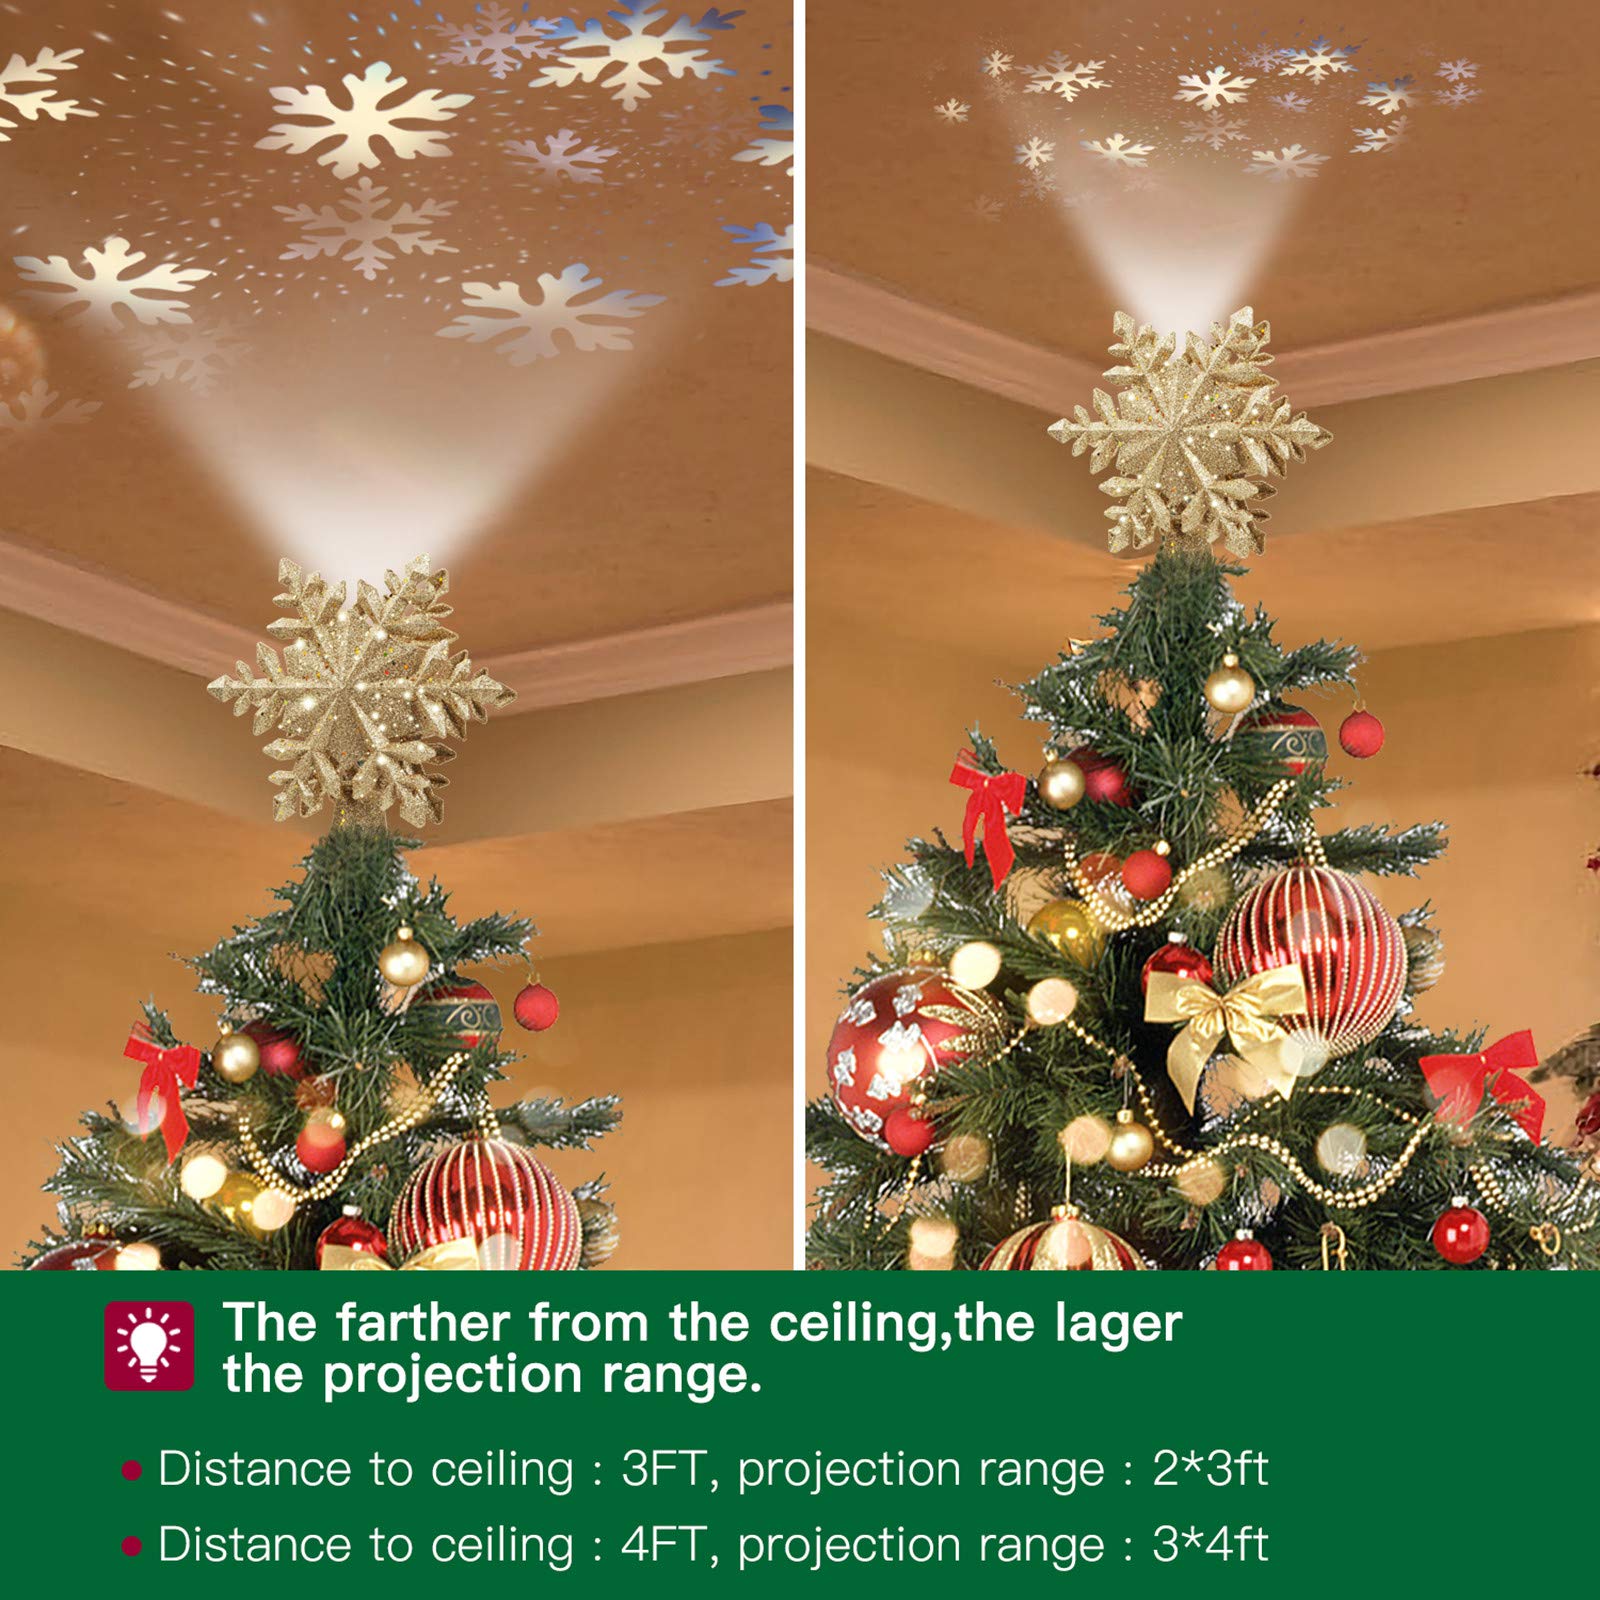 The farther from the ceiling,the lager
the projection range.
Distance to ceiling : 3FT, projection range : 2*3ft
Distance to ceiling : 4FT, projection range : 3*4ft